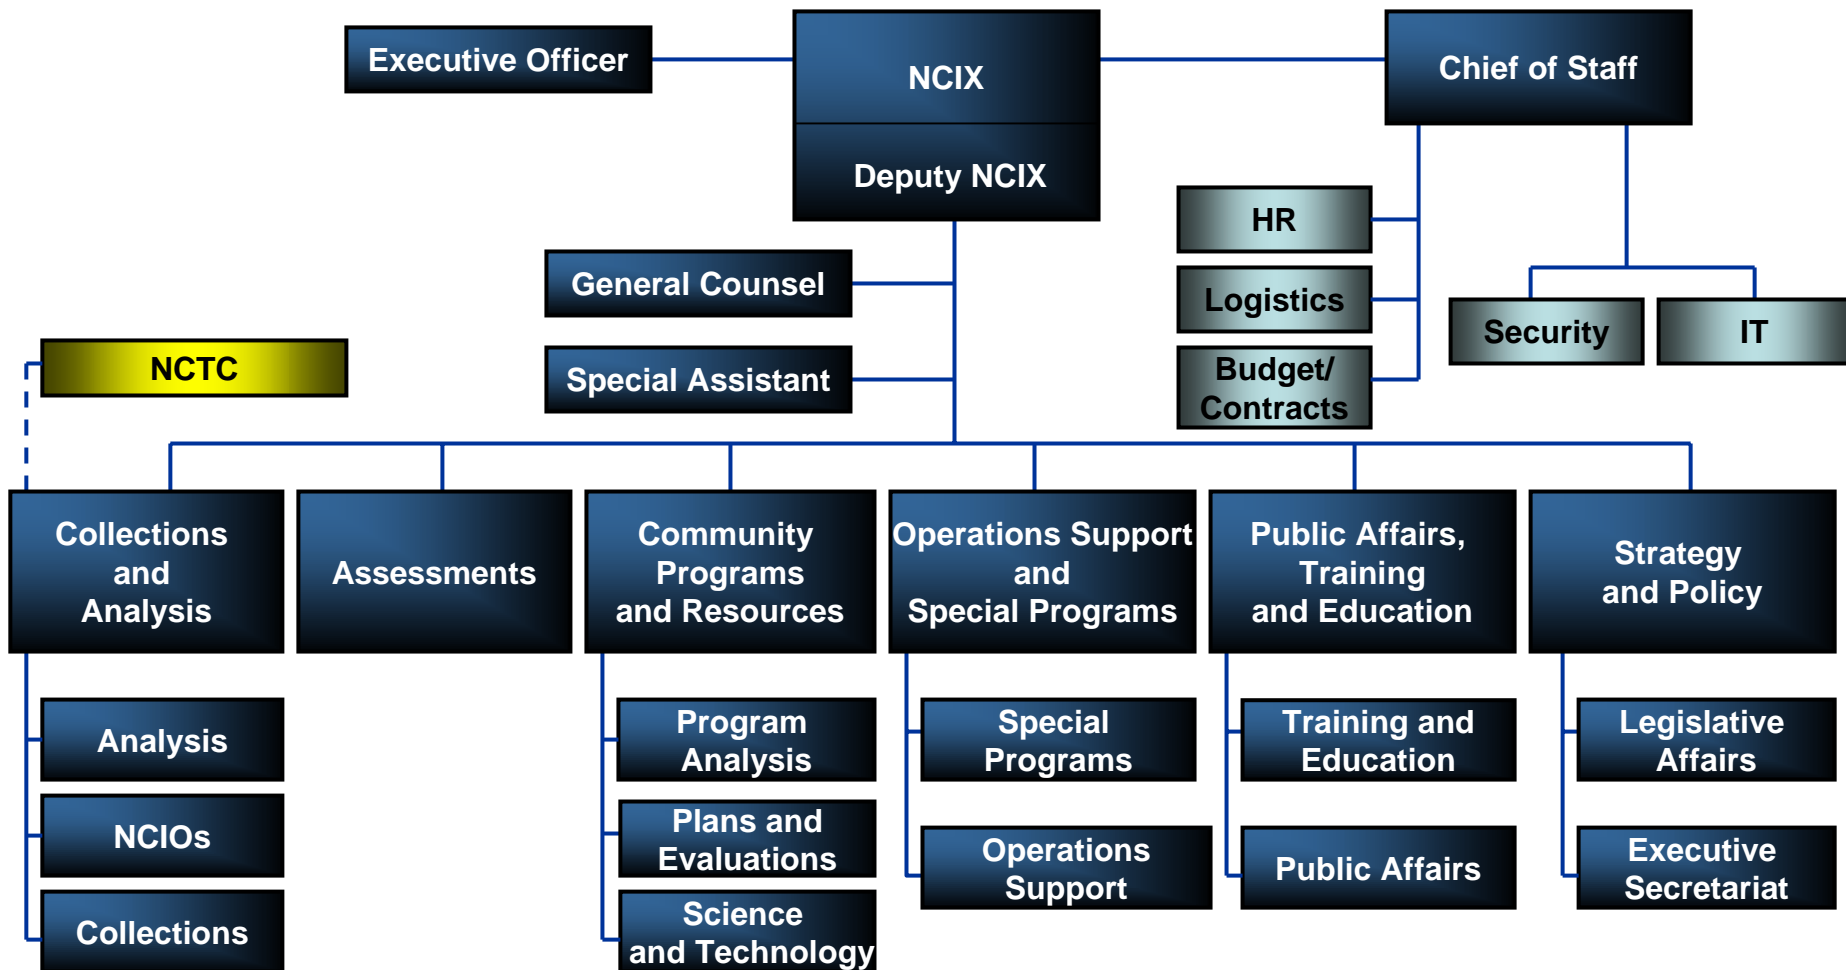 Executive Officer
NCIX
Chief of Staff
Deputy NCIX
HR
General Counsel
Logistics
Security
IT
NCTC
Special Assistant
Budget/
Contracts
Collections
and
Analysis
Assessments
Community
Programs
and Resources
Operations Support
and
Special Programs
Public Affairs,
Training
and Education
Strategy
and Policy
Analysis
NCIOs
Collections
Program
Analysis
Plans and
Evaluations
Science
and Technology
Special
Programs
Operations
Support
Training and
Education
Public Affairs
Legislative
Affairs
Executive
Secretariat